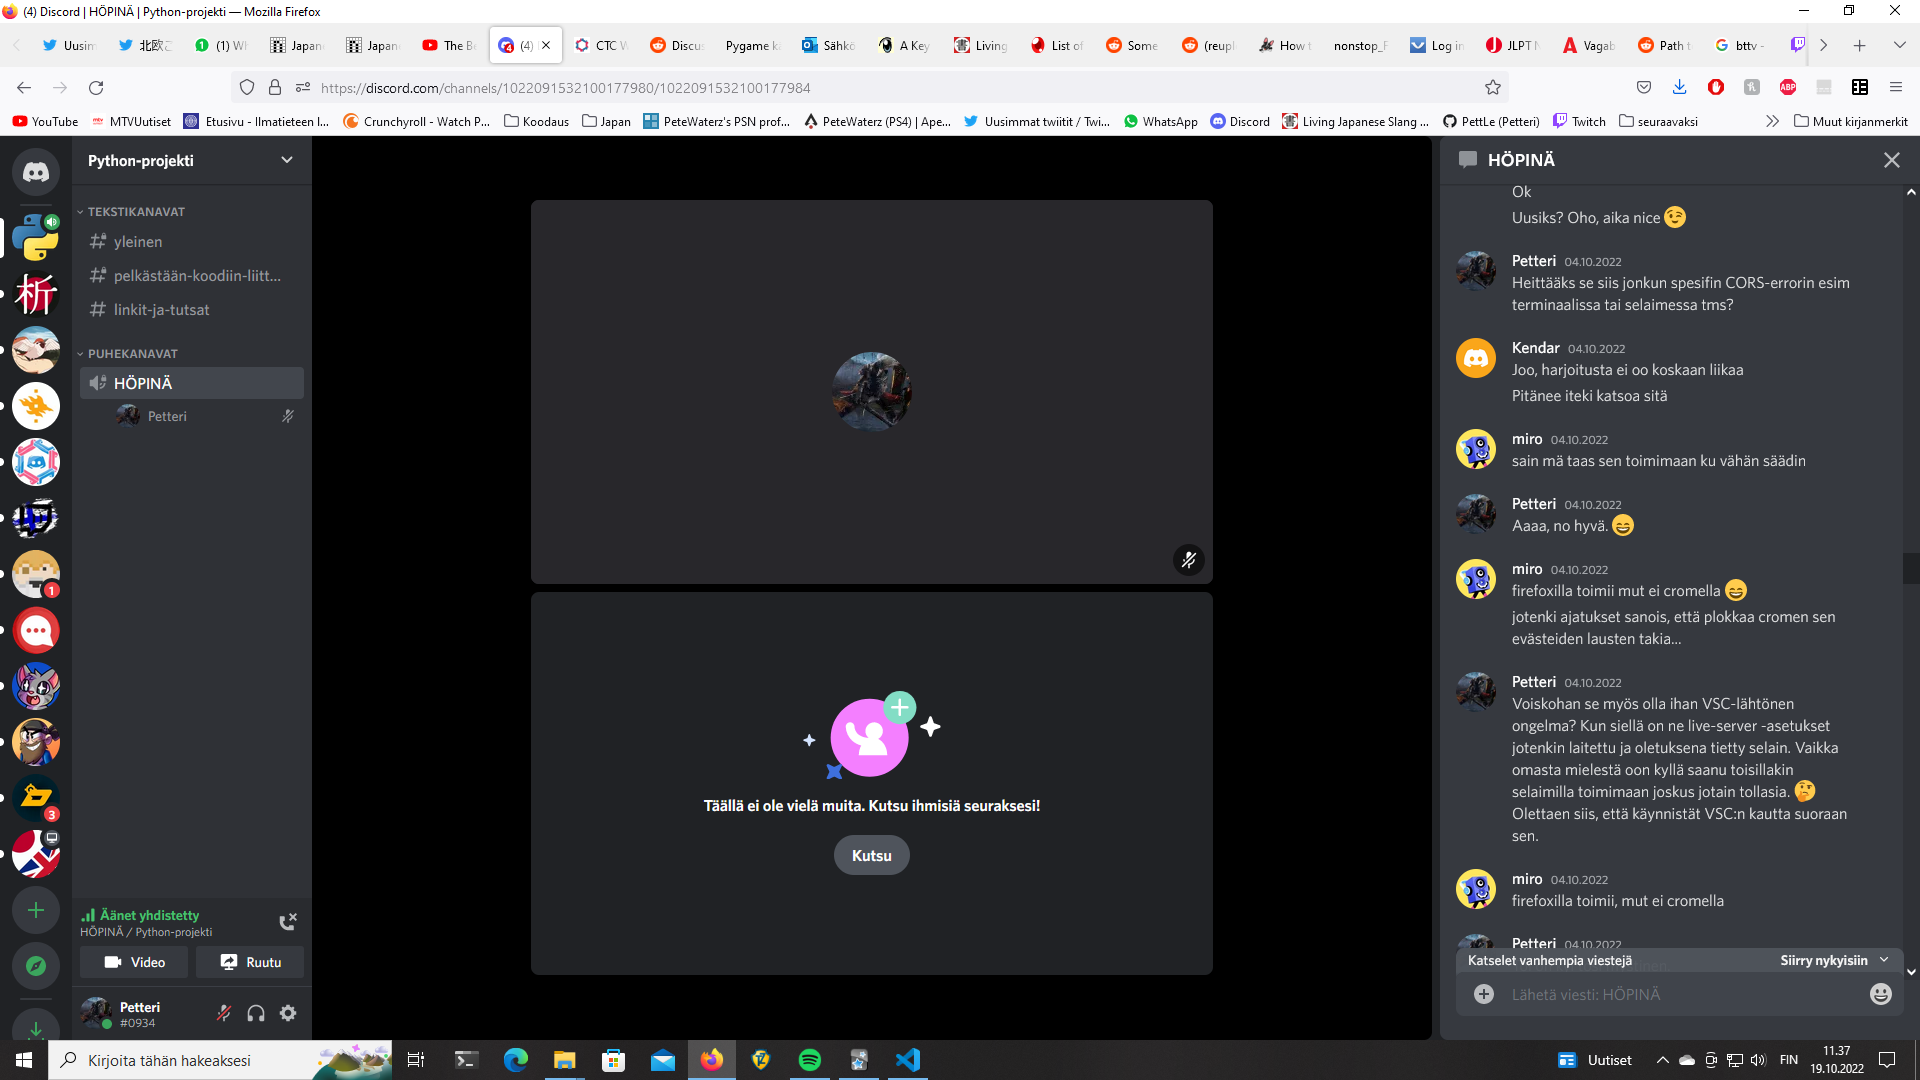 (4) Discord | HÖPINÄ | Python-projekti — Mozilla Firefox
Uusim
北欧こ
(1) Wh
Japane
Japane
The Be
(4)
CTC W
Discus
Pygame ka
Sähkö
A Key
Living
List of
Some
(reuplo
How t
nonstop_F
Log in
JLPT N
Vagab
Path t
bttv -
https://discord.com/channels/1022091532100177980/1022091532100177984
YouTube
MTVUutiset
Etusivu - Ilmatieteen l...
Crunchyroll - Watch P...
Koodaus
Japan
PeteWaterz's PSN prof...
PeteWaterz (PS4) | Ape...
Uusimmat twiitit / Twi...
WhatsApp
Discord
Living Japanese Slang ...
PettLe (Petteri)
Twitch
seuraavaksi
Muut kirjanmerkit
Python-projekti
TEKSTIKANAVAT
yleinen
pelkästään-koodiin-liitt...
linkit-ja-tutsat
PUHEKANAVAT
HÖPINÄ
Petteri
析
1
3
Äänet yhdistetty
HÖPINÄ / Python-projekti
Video
Ruutu
Petteri
#0934
Täällä ei ole vielä muita. Kutsu ihmisiä seuraksesi!
Kutsu
HÖPINÄ
Ok
Uusiks? Oho, aika nice 😉
Petteri 04.10.2022
Heittääks se siis jonkun spesifin CORS-errorin esim
terminaalissa tai selaimessa tms?
Kendar 04.10.2022
Joo, harjoitusta ei oo koskaan liikaa
Pitänee iteki katsoa sitä
miro 04.10.2022
sain mä taas sen toimimaan ku vähän säädin
Petteri 04.10.2022
Aaaa, no hyvä. 😄
miro 04.10.2022
firefoxilla toimii mut ei cromella 😄
jotenki ajatukset sanois, että plokkaa cromen sen
evästeiden lausten takia...
Petteri 04.10.2022
Voiskohan se myös olla ihan VSC-lähtönen
ongelma? Kun siellä on ne live-server -asetukset
jotenkin laitettu ja oletuksena tietty selain. Vaikka
omasta mielestä oon kyllä saanu toisillakin
selaimilla toimimaan joskus jotain tollasia. 🤔
Olettaen siis, että käynnistät VSC:n kautta suoraan
sen.
miro 04.10.2022
firefoxilla toimii, mut ei cromella
Petteri 04.10.2022
Katselet vanhempia viestejä
Siirry nykyisiin
Lähetä viesti: HÖPINÄ
Kirjoita tähän hakeaksesi
Uutiset
FIN
11.37
19.10.2022